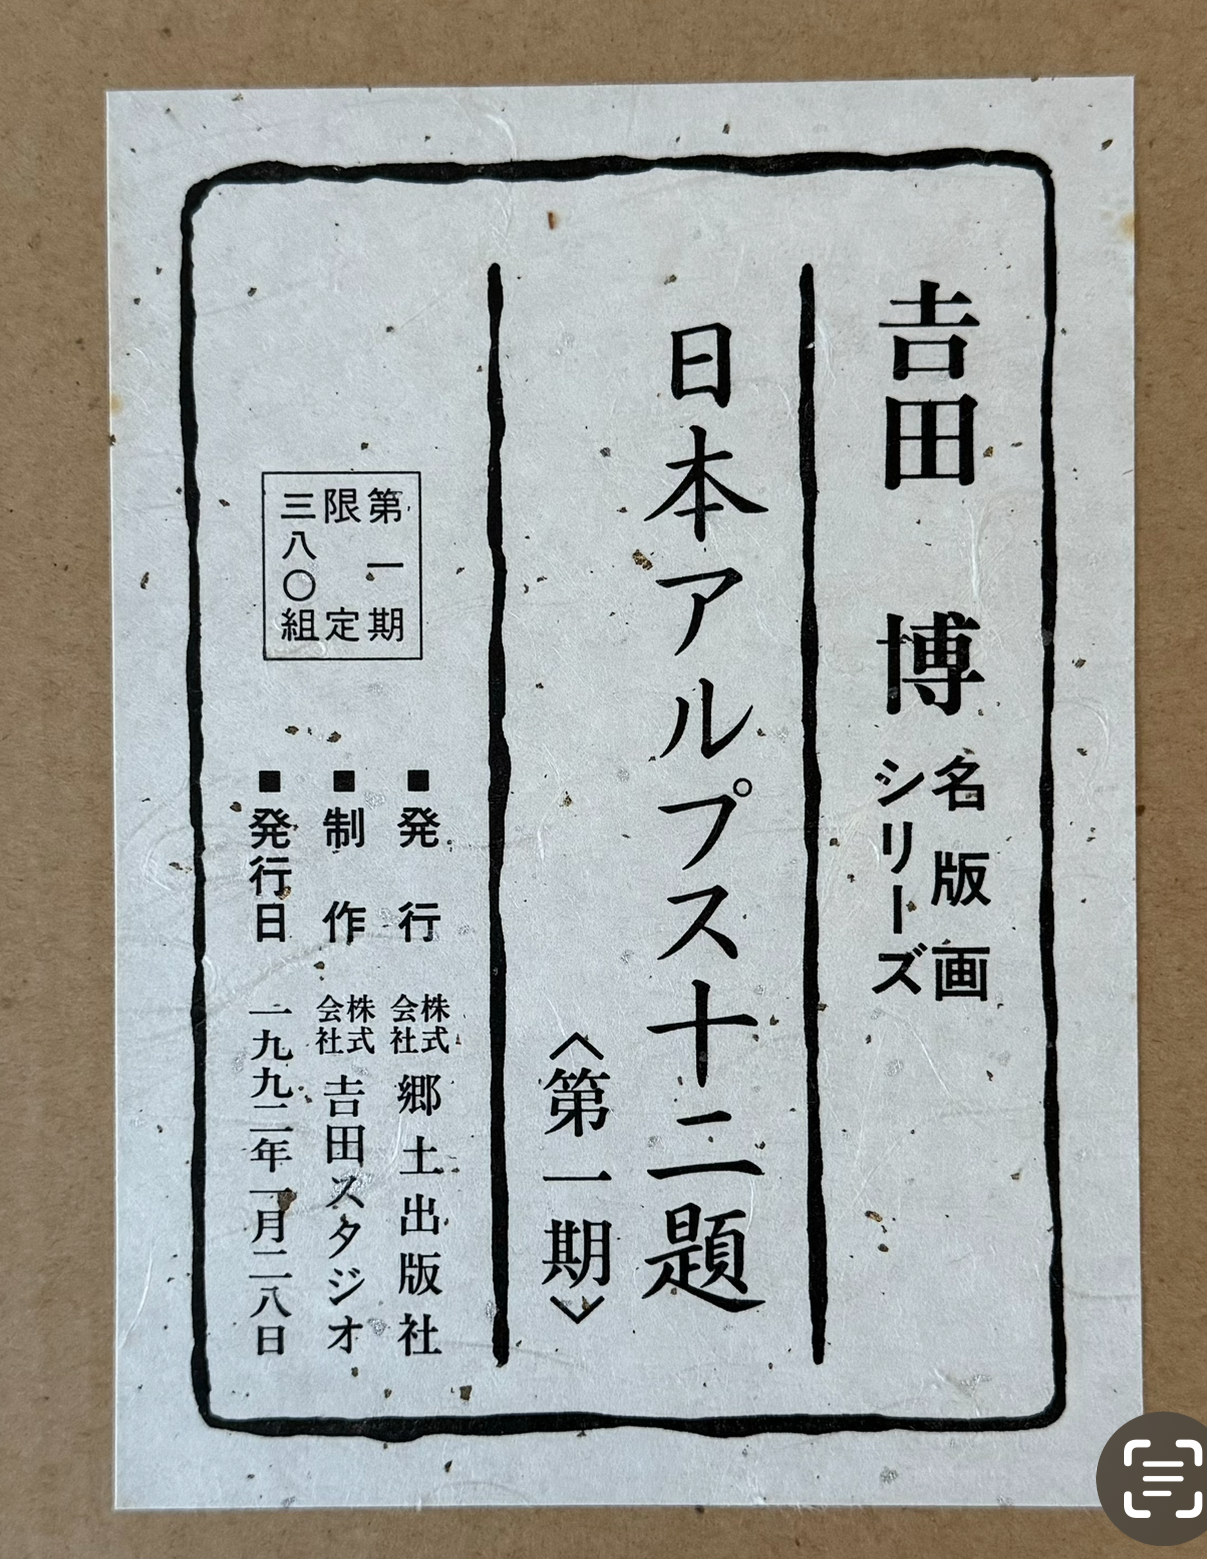 𠮷田 博
名版画
シリーズ
日本アルプス十二題
〈第一期〉
第一期
限定
三八〇組
■発行 株式会社 郷土出版社
■制作 株式会社 𠮷田スタジオ
■発行日 一九九二年一月二八日